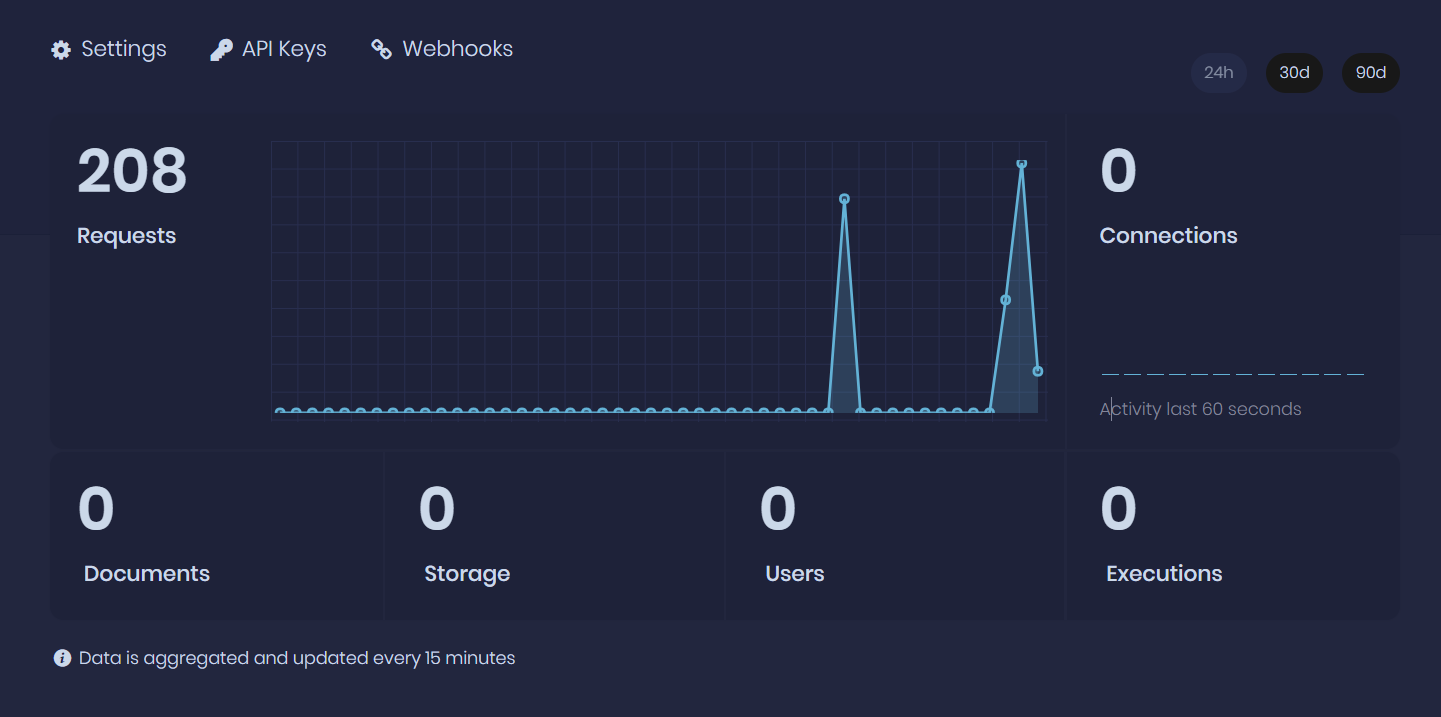 Settings API Keys Webhooks
24h 30d 90d
208
Requests
0
Connections
Activity last 60 seconds
0
Documents
0
Storage
0
Users
0
Executions
Data is aggregated and updated every 15 minutes